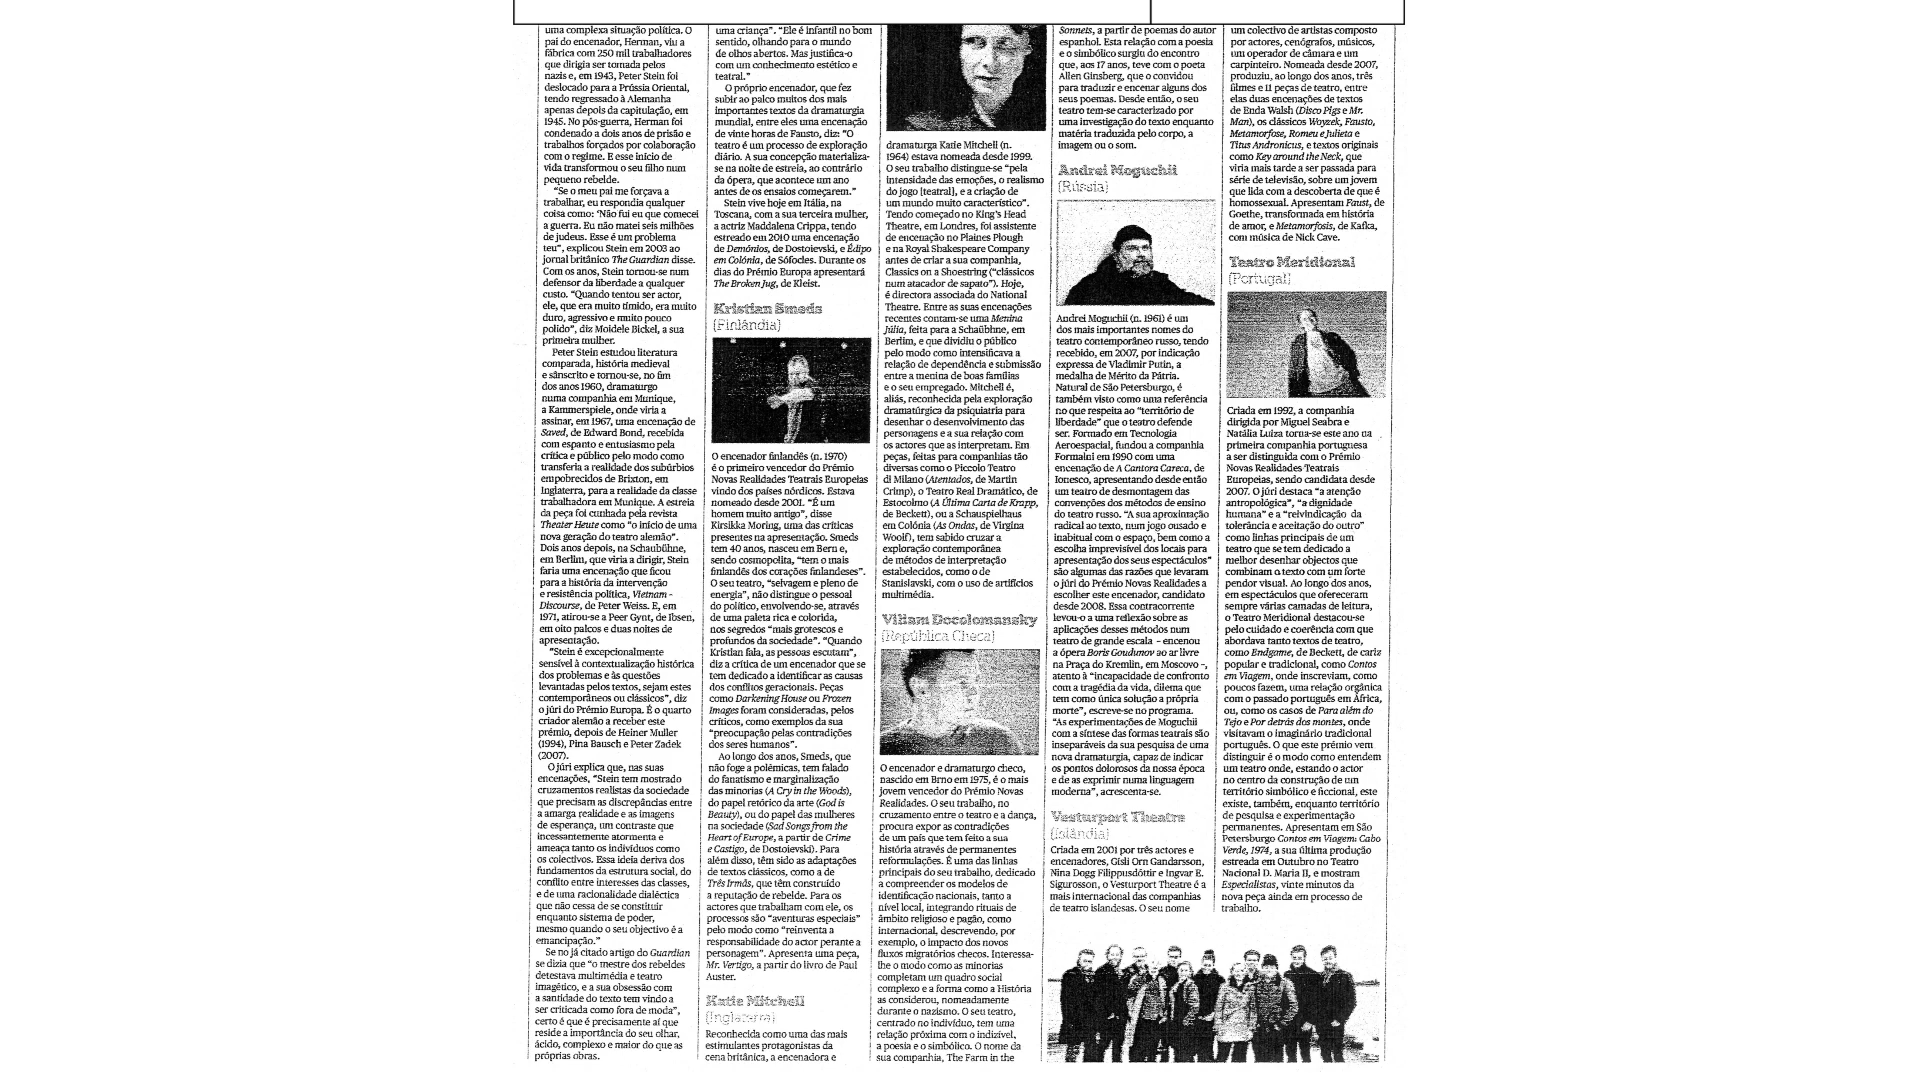 uma complexa situação política. O
pai do encenador, Herman, viu a
fábrica com 250 mil trabalhadores
que dirigia ser tomada pelos
nazis e, em 1943, Peter Stein foi
deslocado para a Prússia Oriental,
tendo regressado à Alemanha
apenas depois da capitulação, em
1945. No pós-guerra, Herman foi
condenado a dois anos de prisão e
trabalhos forçados por colaboração
com o regime. E esse início de
vida transformou o seu filho num
pequeno rebelde.
"Se o meu pai me forçava a
trabalhar, eu respondia qualquer
coisa como: 'Não fui eu que comecei
a guerra. Eu não matei seis milhões
de judeus. Esse é um problema
teu'", explicou Stein em 2003 ao
jornal britânico The Guardian disse.
Com os anos, Stein tornou-se num
defensor da liberdade a qualquer
custo. "Quando tentou ser actor,
ele, que era muito tímido, era muito
duro, agressivo e muito pouco
polido", diz Moidele Bickel, a sua
primeira mulher.
Peter Stein estudou literatura
comparada, história medieval
e sânscrito e tornou-se, no fim
dos anos 1960, dramaturgo
numa companhia em Munique,
a Kammerspiele, onde viria a
assinar, em 1967, uma encenação de
Saved, de Edward Bond, recebida
com espanto e entusiasmo pela
crítica e público pelo modo como
transferia a realidade dos subúrbios
empobrecidos de Brixton, em
Inglaterra, para a realidade da classe
trabalhadora em Munique. A estreia
da peça foi cunhada pela revista
Theater Heute como "o início de uma
nova geração do teatro alemão".
Dois anos depois, na Schaubühne,
em Berlim, que viria a dirigir, Stein
faria uma encenação que ficou
para a história da intervenção
e resistência política, Vietnam -
Discourse, de Peter Weiss. E, em
1971, atirou-se a Peer Gynt, de Ibsen,
em oito palcos e duas noites de
apresentação.
"Stein é excepcionalmente
sensível à contextualização histórica
dos problemas e às questões
levantadas pelos textos, sejam estes
contemporâneos ou clássicos", diz
o júri do Prémio Europa. É o quarto
criador alemão a receber este
prémio, depois de Heiner Muller
(1994), Pina Bausch e Peter Zadek
(2007).
O júri explica que, nas suas
encenações, "Stein tem mostrado
cruzamentos realistas da sociedade
que precisam as discrepâncias entre
a amarga realidade e as imagens
de esperança, um contraste que
incessantemente atormenta e
ameaça tanto os indivíduos como
os colectivos. Essa ideia deriva dos
fundamentos da estrutura social, do
conflito entre interesses das classes,
e de uma racionalidade dialéctica
que não cessa de se constituir
enquanto sistema de poder,
mesmo quando o seu objectivo é a
emancipação."
Se no já citado artigo do Guardian
se dizia que "o mestre dos rebeldes
detestava multimédia e teatro
imagético, e a sua obsessão com
a santidade do texto tem vindo a
ser criticada como fora de moda",
certo é que é precisamente aí que
reside a importância do seu olhar,
ácido, complexo e maior do que as
próprias obras.
uma criança". "Ele é infantil no bom
sentido, olhando para o mundo
de olhos abertos. Mas justifica-o
com um conhecimento estético e
teatral."
O próprio encenador, que fez
subir ao palco muitos dos mais
importantes textos da dramaturgia
mundial, entre eles uma encenação
de vinte horas de Fausto, diz: "O
teatro é um processo de exploração
diário. A sua concepção materializa-
se na noite de estreia, ao contrário
da ópera, que acontece um ano
antes de os ensaios começarem."
Stein vive hoje em Itália, na
Toscana, com a sua terceira mulher,
a actriz Maddalena Crippa, tendo
estreado em 2010 uma encenação
de Demónios, de Dostoievski, e Édipo
em Colónia, de Sófocles. Durante os
dias do Prémio Europa apresentará
The Broken Jug, de Kleist.
Kristian Smeds
(Finlândia)
O encenador finlandês (n. 1970)
é o primeiro vencedor do Prémio
Novas Realidades Teatrais Europeias
vindo dos países nórdicos. Estava
nomeado desde 2001. "É um
homem muito antigo", disse
Kirsikka Moring, uma das críticas
presentes na apresentação. Smeds
tem 40 anos, nasceu em Bern e,
sendo cosmopolita, "tem o mais
finlandês dos corações finlandeses".
O seu teatro, "selvagem e pleno de
energia", não distingue o pessoal
do político, envolvendo-se, através
de uma paleta rica e colorida,
nos segredos "mais grotescos e
profundos da sociedade". "Quando
Kristian fala, as pessoas escutam",
diz a crítica de um encenador que se
tem dedicado a identificar as causas
dos conflitos geracionais. Peças
como Darkening House ou Frozen
Images foram consideradas, pelos
críticos, como exemplos da sua
"preocupação pelas contradições
dos seres humanos".
Ao longo dos anos, Smeds, que
não foge a polémicas, tem falado
do fanatismo e marginalização
das minorias (A Cry in the Woods),
do papel retórico da arte (God is
Beauty), ou do papel das mulheres
na sociedade (Sad Songs from the
Heart of Europe, a partir de Crime
e Castigo, de Dostoievski). Para
além disso, têm sido as adaptações
de textos clássicos, como a de
Três Irmãs, que têm construído
a reputação de rebelde. Para os
actores que trabalham com ele, os
processos são "aventuras especiais"
pelo modo como "reinventa a
responsabilidade do actor perante a
personagem". Apresenta uma peça,
Mr. Vertigo, a partir do livro de Paul
Auster.
Katie Mitchell
(Inglaterra)
Reconhecida como uma das mais
estimulantes protagonistas da
cena britânica, a encenadora e
dramaturga Katie Mitchell (n.
1964) estava nomeada desde 1999.
O seu trabalho distingue-se "pela
intensidade das emoções, o realismo
do jogo [teatral], e a criação de
um mundo muito característico".
Tendo começado no King's Head
Theatre, em Londres, foi assistente
de encenação no Plaines Plough
e na Royal Shakespeare Company
antes de criar a sua companhia,
Classics on a Shoestring ("clássicos
num atacador de sapato"). Hoje,
é directora associada do National
Theatre. Entre as suas encenações
recentes contam-se uma Menina
Júlia, feita para a Schaübhne, em
Berlim, e que dividiu o público
pelo modo como intensificava a
relação de dependência e submissão
entre a menina de boas famílias
e o seu empregado. Mitchell é,
aliás, reconhecida pela exploração
dramatúrgica da psiquiatria para
desenhar o desenvolvimento das
personagens e a sua relação com
os actores que as interpretam. Em
peças, feitas para companhias tão
diversas como o Piccolo Teatro
di Milano (Atentados, de Martin
Crimp), o Teatro Real Dramático, de
Estocolmo (A Última Carta de Krapp,
de Beckett), ou a Schauspielhaus
em Colónia (As Ondas, de Virgina
Woolf), tem sabido cruzar a
exploração contemporânea
de métodos de interpretação
estabelecidos, como o de
Stanislavski, com o uso de artifícios
multimédia.
Viliam Docolomansky
(República Checa)
O encenador e dramaturgo checo,
nascido em Brno em 1975, é o mais
jovem vencedor do Prémio Novas
Realidades. O seu trabalho, no
cruzamento entre o teatro e a dança,
procura expor as contradições
de um país que tem feito a sua
história através de permanentes
reformulações. É uma das linhas
principais do seu trabalho, dedicado
a compreender os modelos de
identificação nacionais, tanto a
nível local, integrando rituais de
âmbito religioso e pagão, como
internacional, descrevendo, por
exemplo, o impacto dos novos
fluxos migratórios checos. Interessa-
lhe o modo como as minorias
completam um quadro social
complexo e a forma como a História
as considerou, nomeadamente
durante o nazismo. O seu teatro,
centrado no indivíduo, tem uma
relação próxima com o indizível,
a poesia e o simbólico. O nome da
sua companhia, The Farm in the
Sonnets, a partir de poemas do autor
espanhol. Esta relação com a poesia
e o simbólico surgiu do encontro
que, aos 17 anos, teve com o poeta
Allen Ginsberg, que o convidou
para traduzir e encenar alguns dos
seus poemas. Desde então, o seu
teatro tem-se caracterizado por
uma investigação do texto enquanto
matéria traduzida pelo corpo, a
imagem ou o som.
Andrei Moguchii
(Rússia)
Andrei Moguchii (n. 1961) é um
dos mais importantes nomes do
teatro contemporâneo russo, tendo
recebido, em 2007, por indicação
expressa de Vladimir Putin, a
medalha de Mérito da Pátria.
Natural de São Petersburgo, é
também visto como uma referência
no que respeita ao "território de
liberdade" que o teatro defende
ser. Formado em Tecnologia
Aeroespacial, fundou a companhia
Formalni em 1990 com uma
encenação de A Cantora Careca, de
Ionesco, apresentando desde então
um teatro de desmontagem das
convenções dos métodos de ensino
do teatro russo. "A sua aproximação
radical ao texto, num jogo ousado e
inabitual com o espaço, bem como a
escolha imprevisível dos locais para
apresentação dos seus espectáculos"
são algumas das razões que levaram
o júri do Prémio Novas Realidades a
escolher este encenador, candidato
desde 2008. Essa contracorrente
levou-o a uma reflexão sobre as
aplicações desses métodos num
teatro de grande escala - encenou
a ópera Boris Goudunov ao ar livre
na Praça do Kremlin, em Moscovo -,
atento à "incapacidade de confronto
com a tragédia da vida, dilema que
tem como única solução a própria
morte", escreve-se no programa.
"As experimentações de Moguchii
com a síntese das formas teatrais são
inseparáveis da sua pesquisa de uma
nova dramaturgia, capaz de indicar
os pontos dolorosos da nossa época
e de as exprimir numa linguagem
moderna", acrescenta-se.
Vesturport Theatre
(Islândia)
Criada em 2001 por três actores e
encenadores, Gísli Orn Gardarsson,
Nina Dogg Filippusdóttir e Ingvar E.
Sigurosson, o Vesturport Theatre é a
mais internacional das companhias
de teatro islandesas. O seu nome
um colectivo de artistas composto
por actores, cenógrafos, músicos,
um operador de câmara e um
carpinteiro. Nomeada desde 2007,
produziu, ao longo dos anos, três
filmes e 11 peças de teatro, entre
elas duas encenações de textos
de Enda Walsh (Disco Pigs e Mr.
Man), os clássicos Woyzek, Fausto,
Metamorfose, Romeu e Julieta e
Titus Andronicus, e textos originais
como Key around the Neck, que
viria mais tarde a ser passada para
série de televisão, sobre um jovem
que lida com a descoberta de que é
homossexual. Apresentam Faust, de
Goethe, transformada em história
de amor, e Metamorfosis, de Kafka,
com música de Nick Cave.
Teatro Meridional
(Portugal)
Criada em 1992, a companhia
dirigida por Miguel Seabra e
Natália Luiza torna-se este ano na
primeira companhia portuguesa
a ser distinguida com o Prémio
Novas Realidades Teatrais
Europeias, sendo candidata desde
2007. O júri destaca "a atenção
antropológica", "a dignidade
humana" e a "reivindicação da
tolerância e aceitação do outro"
como linhas principais de um
teatro que se tem dedicado a
melhor desenhar objectos que
combinam o texto com um forte
pendor visual. Ao longo dos anos,
em espectáculos que ofereceram
sempre várias camadas de leitura,
o Teatro Meridional destacou-se
pelo cuidado e coerência com que
abordava tanto textos de teatro,
como Endgame, de Beckett, de cariz
popular e tradicional, como Contos
em Viagem, onde inscreviam, como
poucos fazem, uma relação orgânica
com o passado português em África,
ou, como os casos de Para além do
Tejo e Por detrás dos montes, onde
visitavam o imaginário tradicional
português. O que este prémio vem
distinguir é o modo como entendem
um teatro onde, estando o actor
no centro da construção de um
território simbólico e ficcional, este
existe, também, enquanto território
de pesquisa e experimentação
permanentes. Apresentam em São
Petersburgo Contos em Viagem: Cabo
Verde, 1974, a sua última produção
estreada em Outubro no Teatro
Nacional D. Maria II, e mostram
Especialistas, vinte minutos da
nova peça ainda em processo de
trabalho.